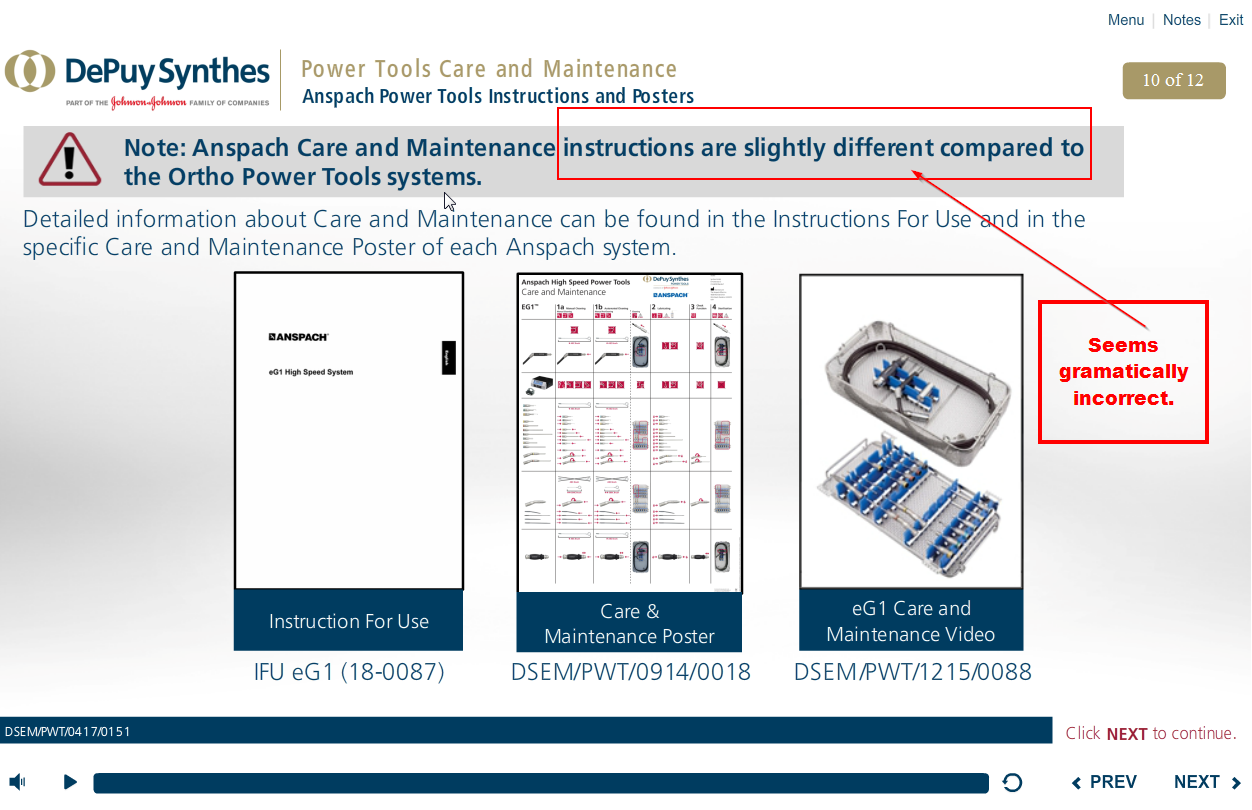 Menu | Notes | Exit
DePuy Synthes
PART OF THE Johnson & Johnson FAMILY OF COMPANIES
Power Tools Care and Maintenance
Anspach Power Tools Instructions and Posters
10 of 12
Note: Anspach Care and Maintenance instructions are slightly different compared to
the Ortho Power Tools systems.
Detailed information about Care and Maintenance can be found in the Instructions For Use and in the
specific Care and Maintenance Poster of each Anspach system.
Seems
gramatically
incorrect.
ANSPACH
English
eG1 High Speed System
Anspach High Speed Power Tools
Care and Maintenance
DePuy Synthes
ANSPACH
EG1™ 1a 1b 2 3 4
Instruction For Use
Care &
Maintenance Poster
eG1 Care and
Maintenance Video
IFU eG1 (18-0087)
DSEM/PWT/0914/0018
DSEM/PWT/1215/0088
DSEM/PWT/0417/0151
Click NEXT to continue.
PREV
NEXT